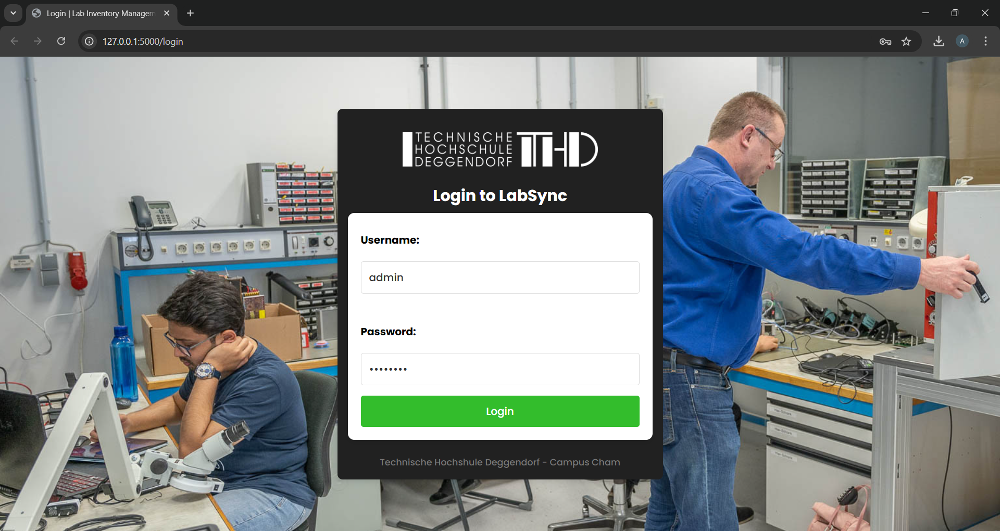 Login | Lab Inventory Managem
127.0.0.1:5000/login
A
TECHNISCHE
HOCHSCHULE
DEGGENDORF
THD
Login to LabSync
Username:
admin
Password:
••••••••
Login
Technische Hochshule Deggendorf - Campus Cham